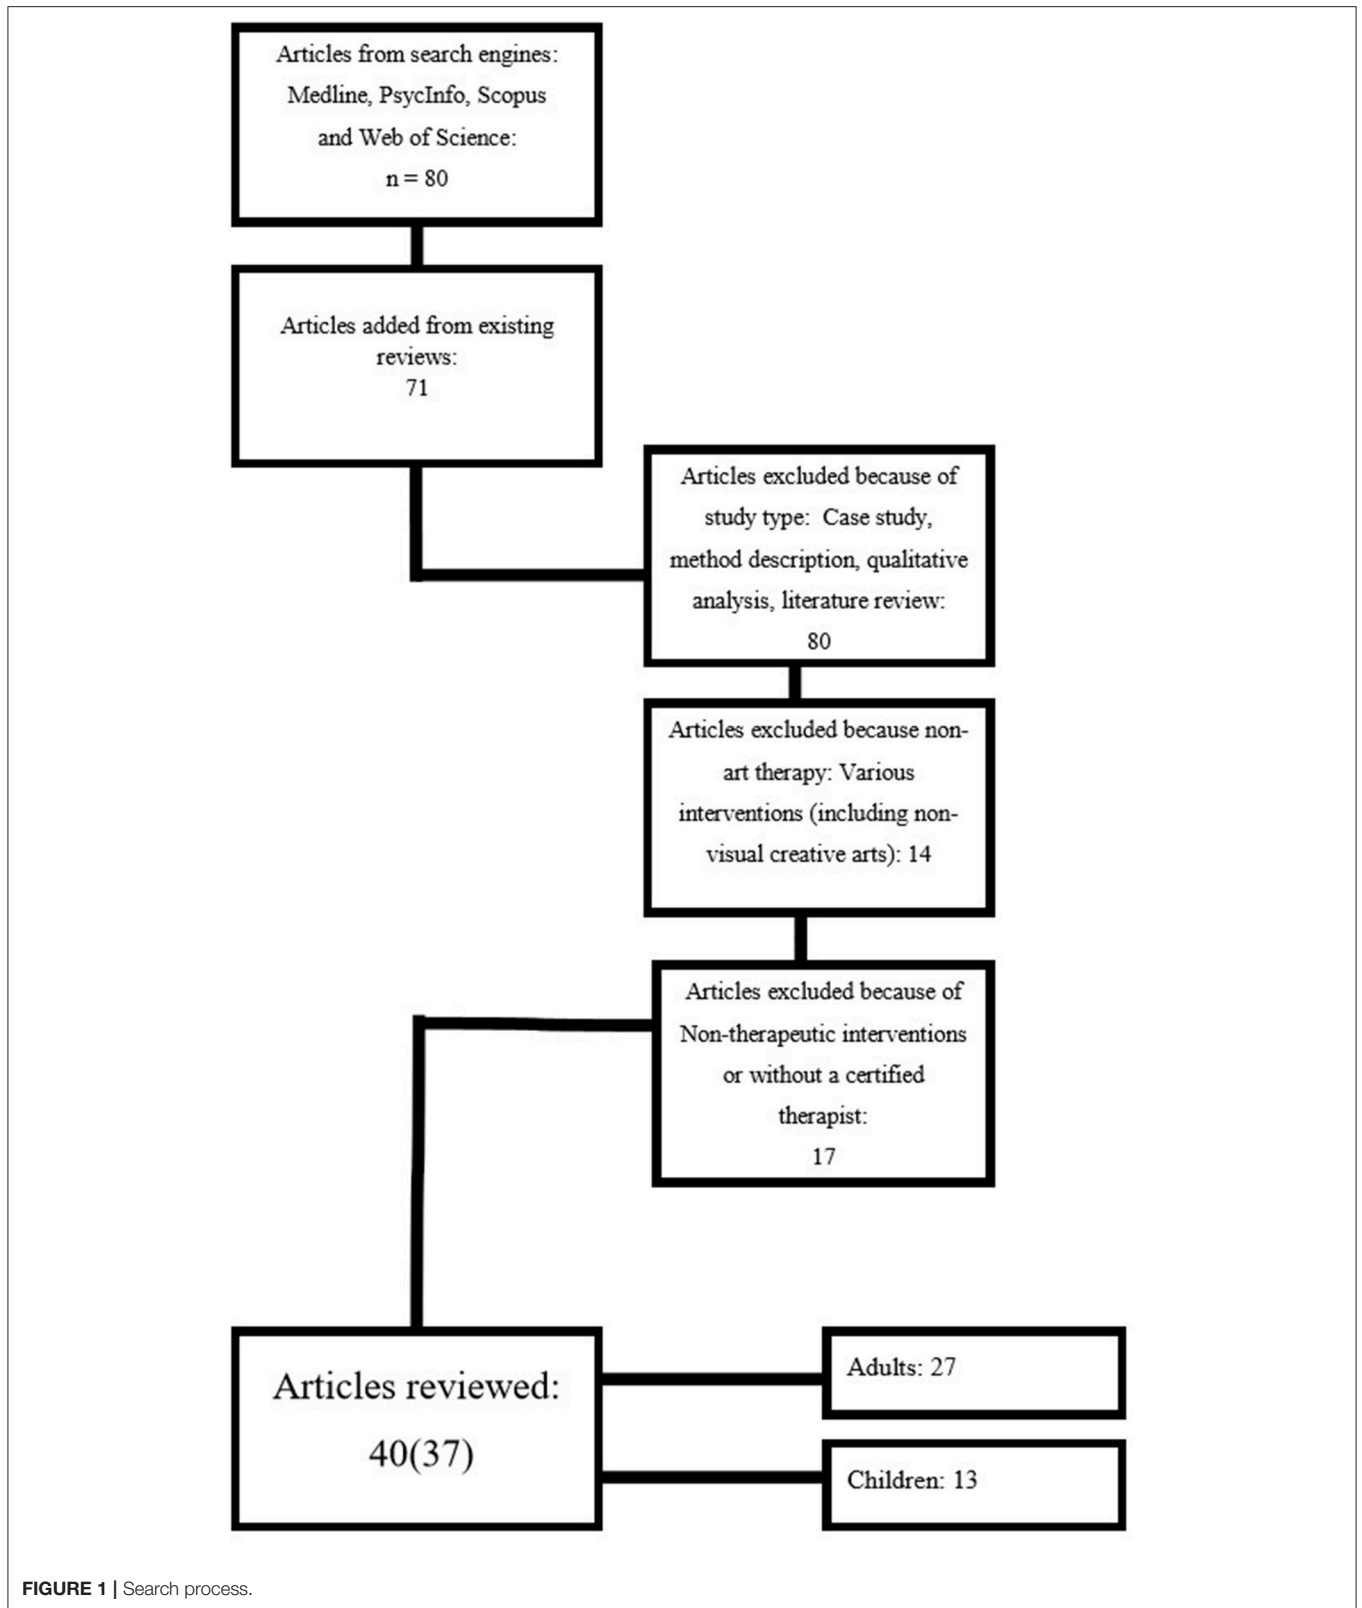 Articles from search engines:
Medline, PsycInfo, Scopus
and Web of Science:
n = 80
Articles added from existing
reviews:
71
Articles excluded because of
study type: Case study,
method description, qualitative
analysis, literature review:
80
Articles excluded because non-
art therapy: Various
interventions (including non-
visual creative arts): 14
Articles excluded because of
Non-therapeutic interventions
or without a certified
therapist:
17
Articles reviewed:
40(37)
Adults: 27
Children: 13
FIGURE 1 | Search process.